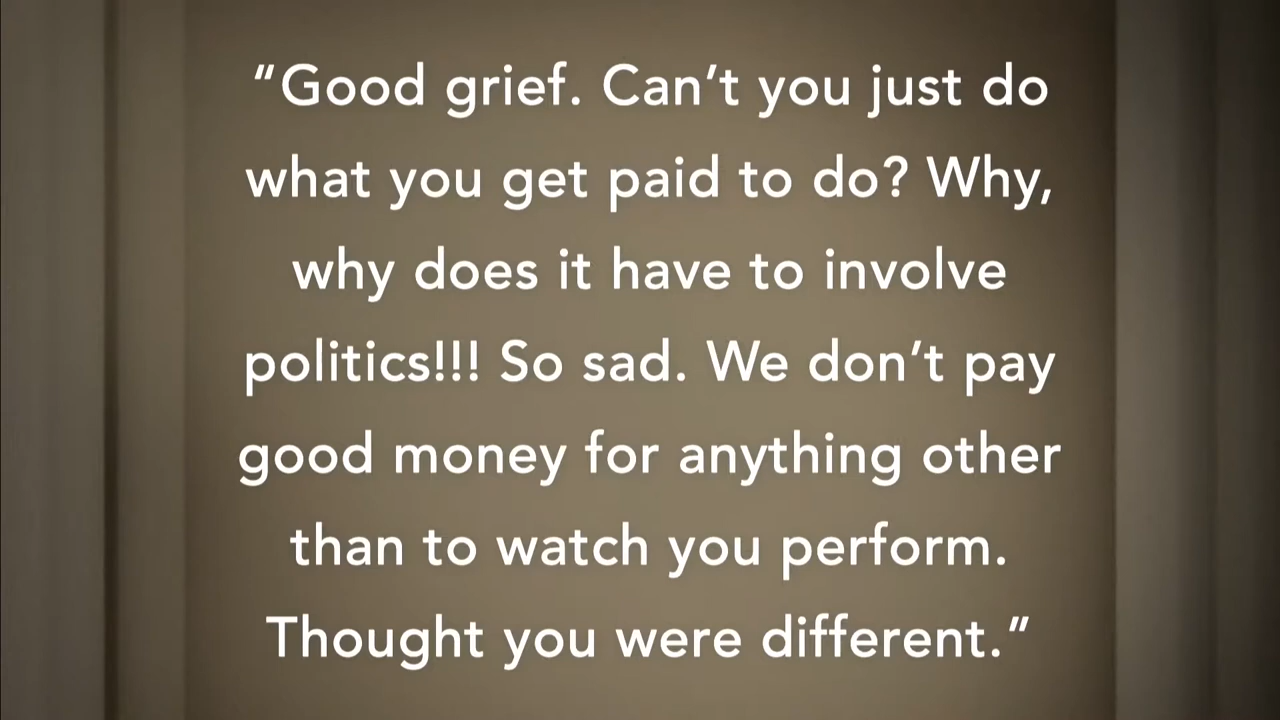 “Good grief. Can’t you just do
what you get paid to do? Why,
why does it have to involve
politics!!! So sad. We don’t pay
good money for anything other
than to watch you perform.
Thought you were different.”